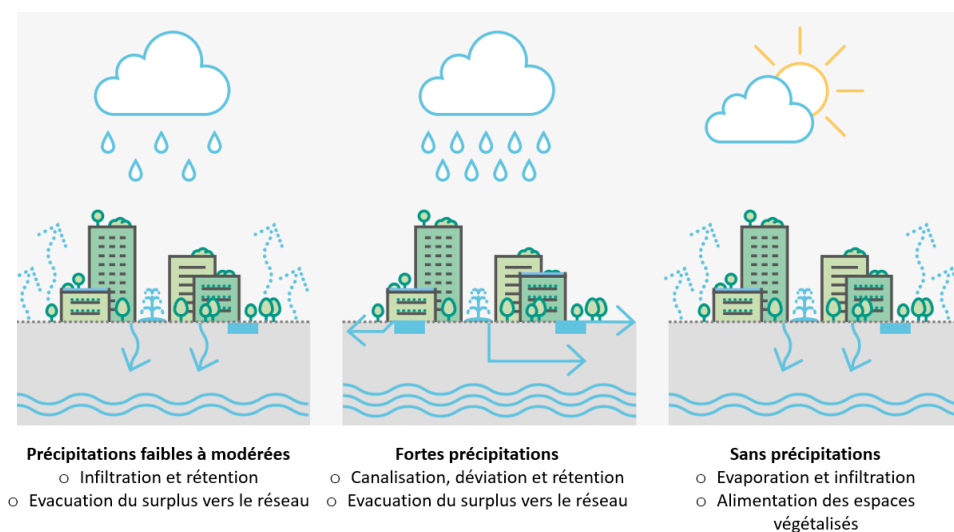 Précipitations faibles à modérées
○ Infiltration et rétention
○ Evacuation du surplus vers le réseau
Fortes précipitations
○ Canalisation, déviation et rétention
○ Evacuation du surplus vers le réseau
Sans précipitations
○ Evaporation et infiltration
○ Alimentation des espaces
végétalisés